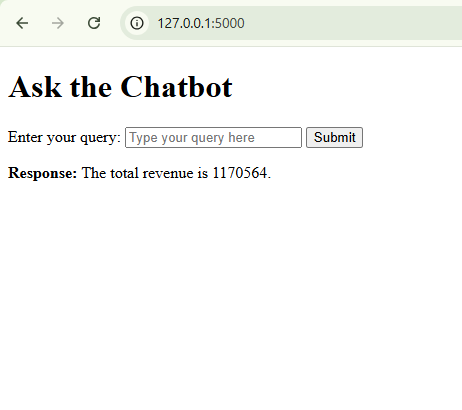 127.0.0.1:5000
Ask the Chatbot
Enter your query: Type your query here Submit
Response: The total revenue is 1170564.